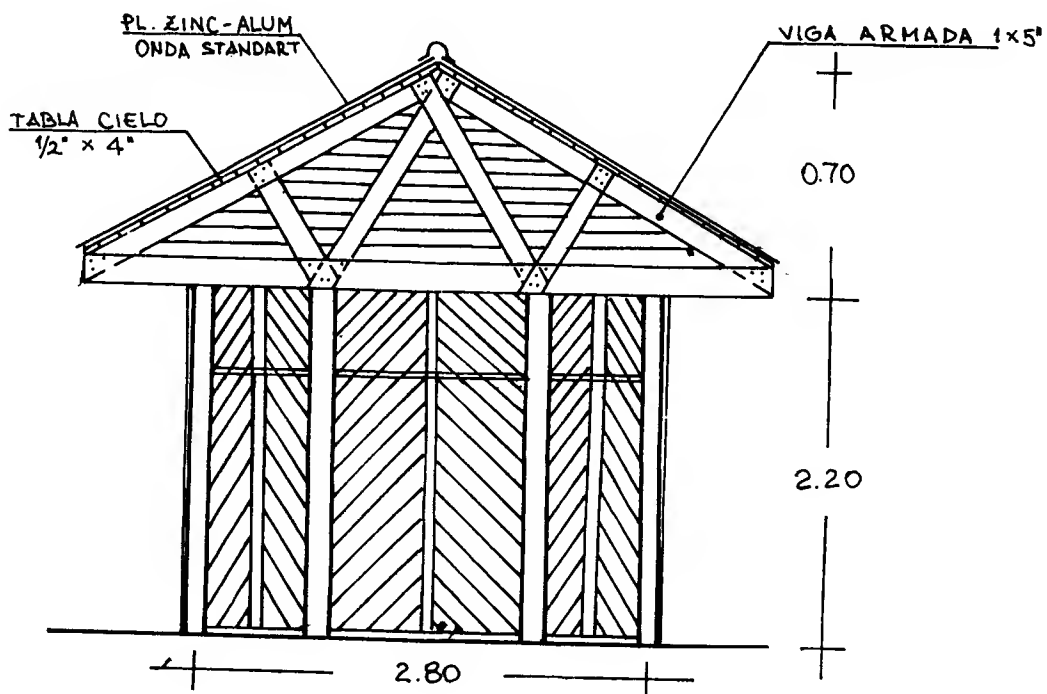 PL. ZINC-ALUM
ONDA STANDART
VIGA ARMADA 1x5"
TABLA CIELO
1/2" x 4"
0.70
2.20
2.80